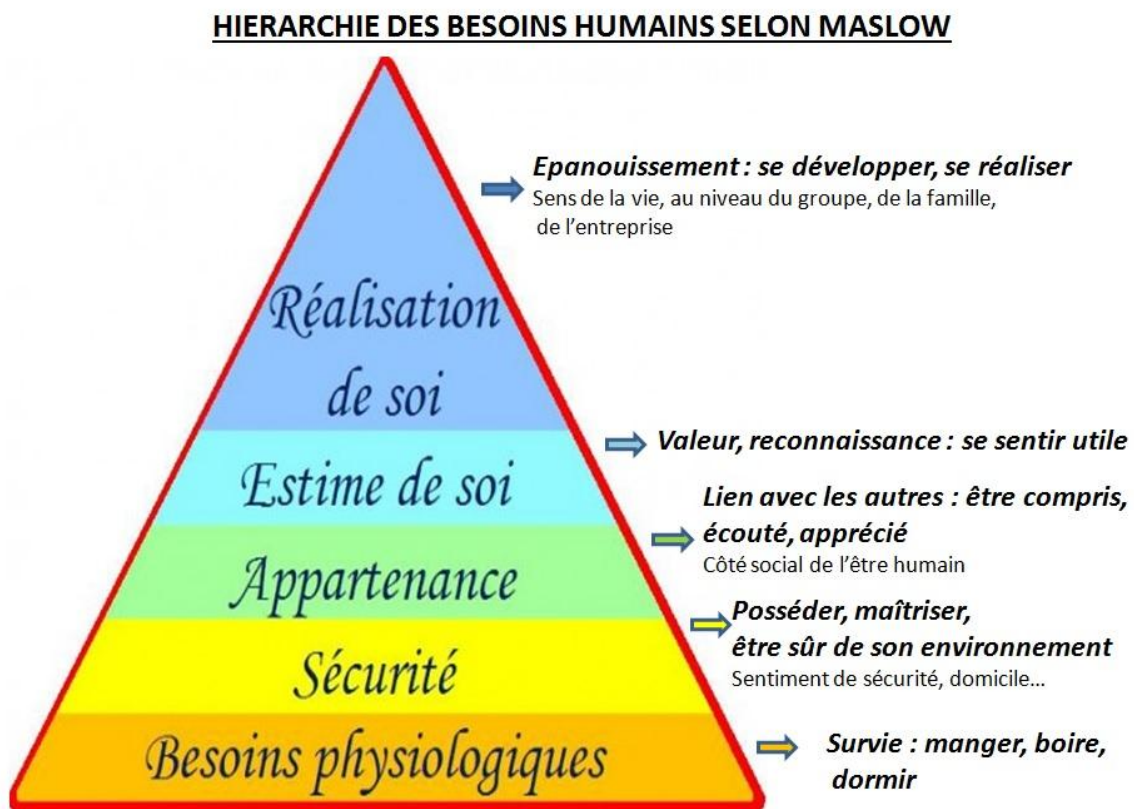 HIERARCHIE DES BESOINS HUMAINS SELON MASLOW
Epanouissement : se développer, se réaliser
Sens de la vie, au niveau du groupe, de la famille,
de l'entreprise
Réalisation
de soi
Valeur, reconnaissance : se sentir utile
Estime de soi
Lien avec les autres : être compris,
écouté, apprécié
Côté social de l'être humain
Appartenance
Posséder, maîtriser,
être sûr de son environnement
Sentiment de sécurité, domicile...
Sécurité
Survie : manger, boire,
dormir
Besoins physiologiques